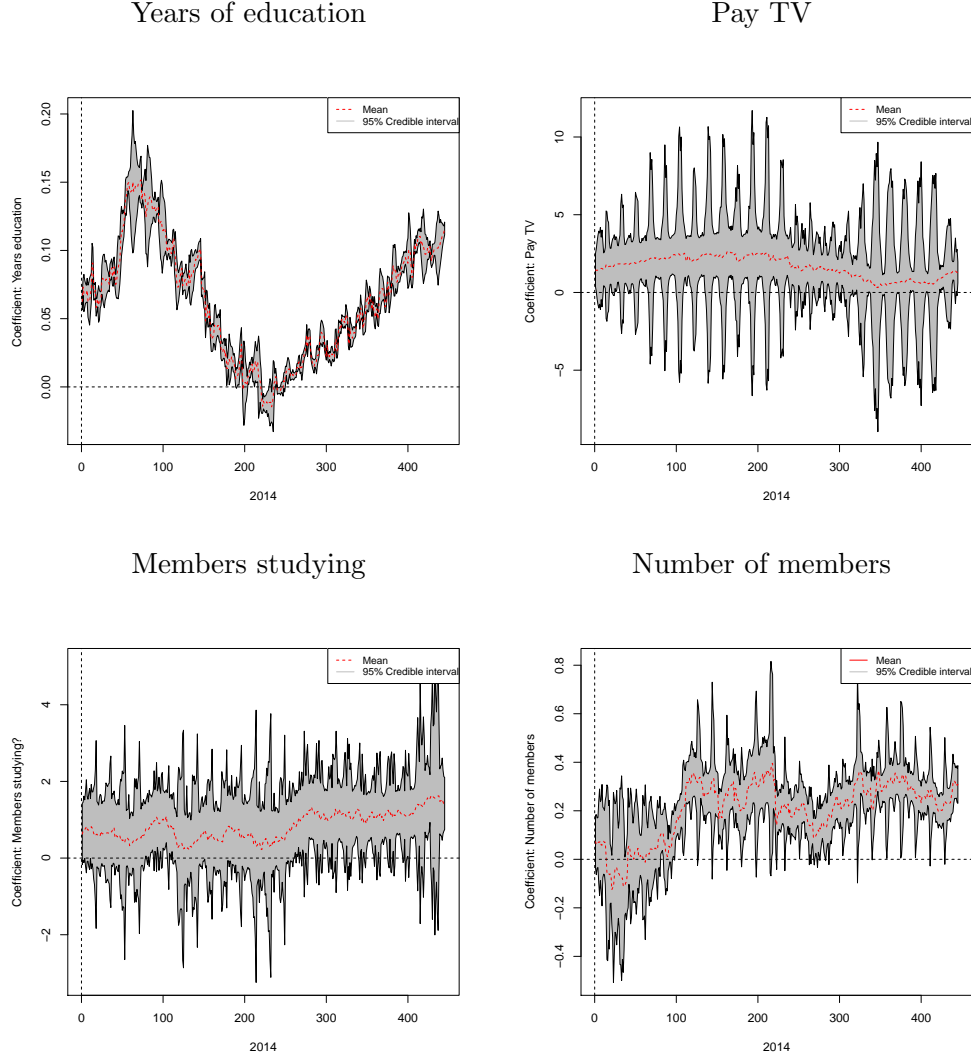 Years of education
Mean
95% Credible interval
Coefficient: Years education
0.20
0.15
0.10
0.05
0.00
0 100 200 300 400
2014
Pay TV
Mean
95% Credible interval
Coefficient: Pay TV
10
5
0
-5
0 100 200 300 400
2014
Members studying
Mean
95% Credible interval
Coefficient: Members studying?
4
2
0
-2
0 100 200 300 400
2014
Number of members
Mean
95% Credible interval
Coefficient: Number of members
0.8
0.6
0.4
0.2
0.0
-0.2
-0.4
0 100 200 300 400
2014